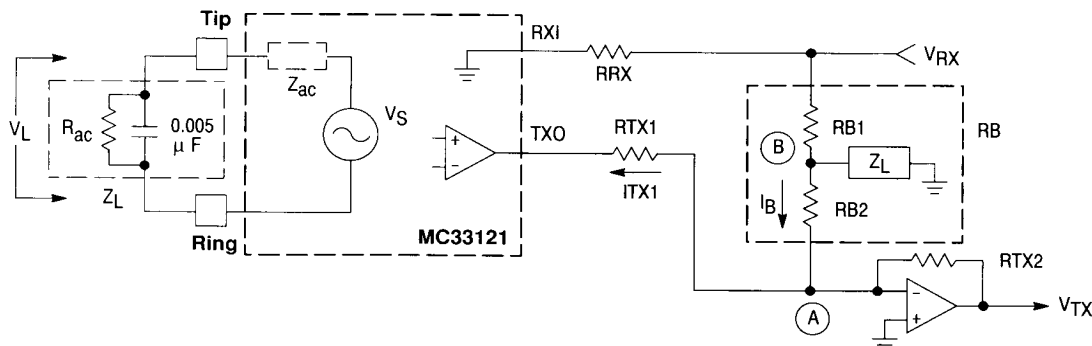 Tip
RXI
RRX
VRX
Zac
VL
Rac
0.005
μ F
VS
TXO
RTX1
ITX1
RB1
RB
B
ZL
IB
RB2
ZL
Ring
MC33121
RTX2
A
VTX
+
−
−
+